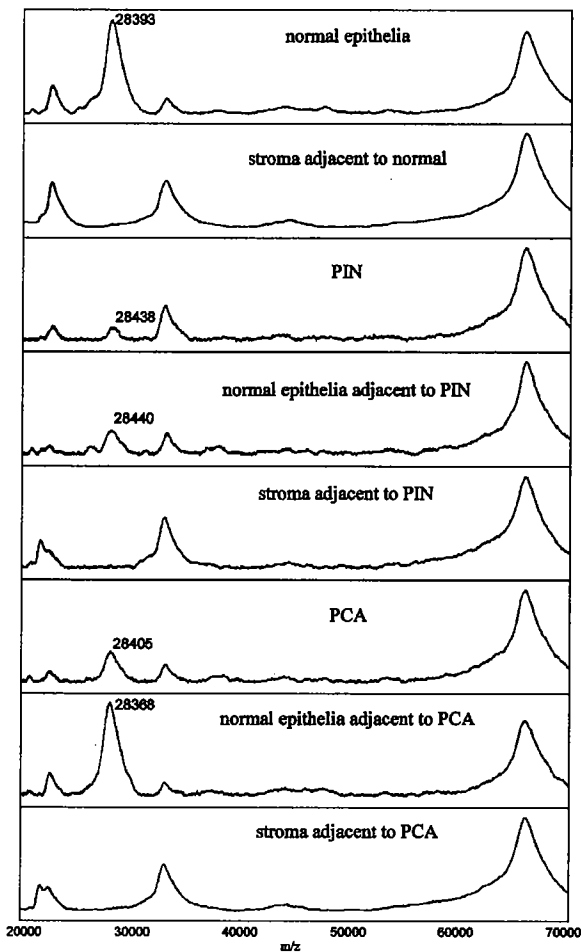 28393
normal epithelia
stroma adjacent to normal
PIN
28438
normal epithelia adjacent to PIN
28440
stroma adjacent to PIN
PCA
28405
28368
normal epithelia adjacent to PCA
stroma adjacent to PCA
20000 30000 40000 50000 60000 70000
m/z